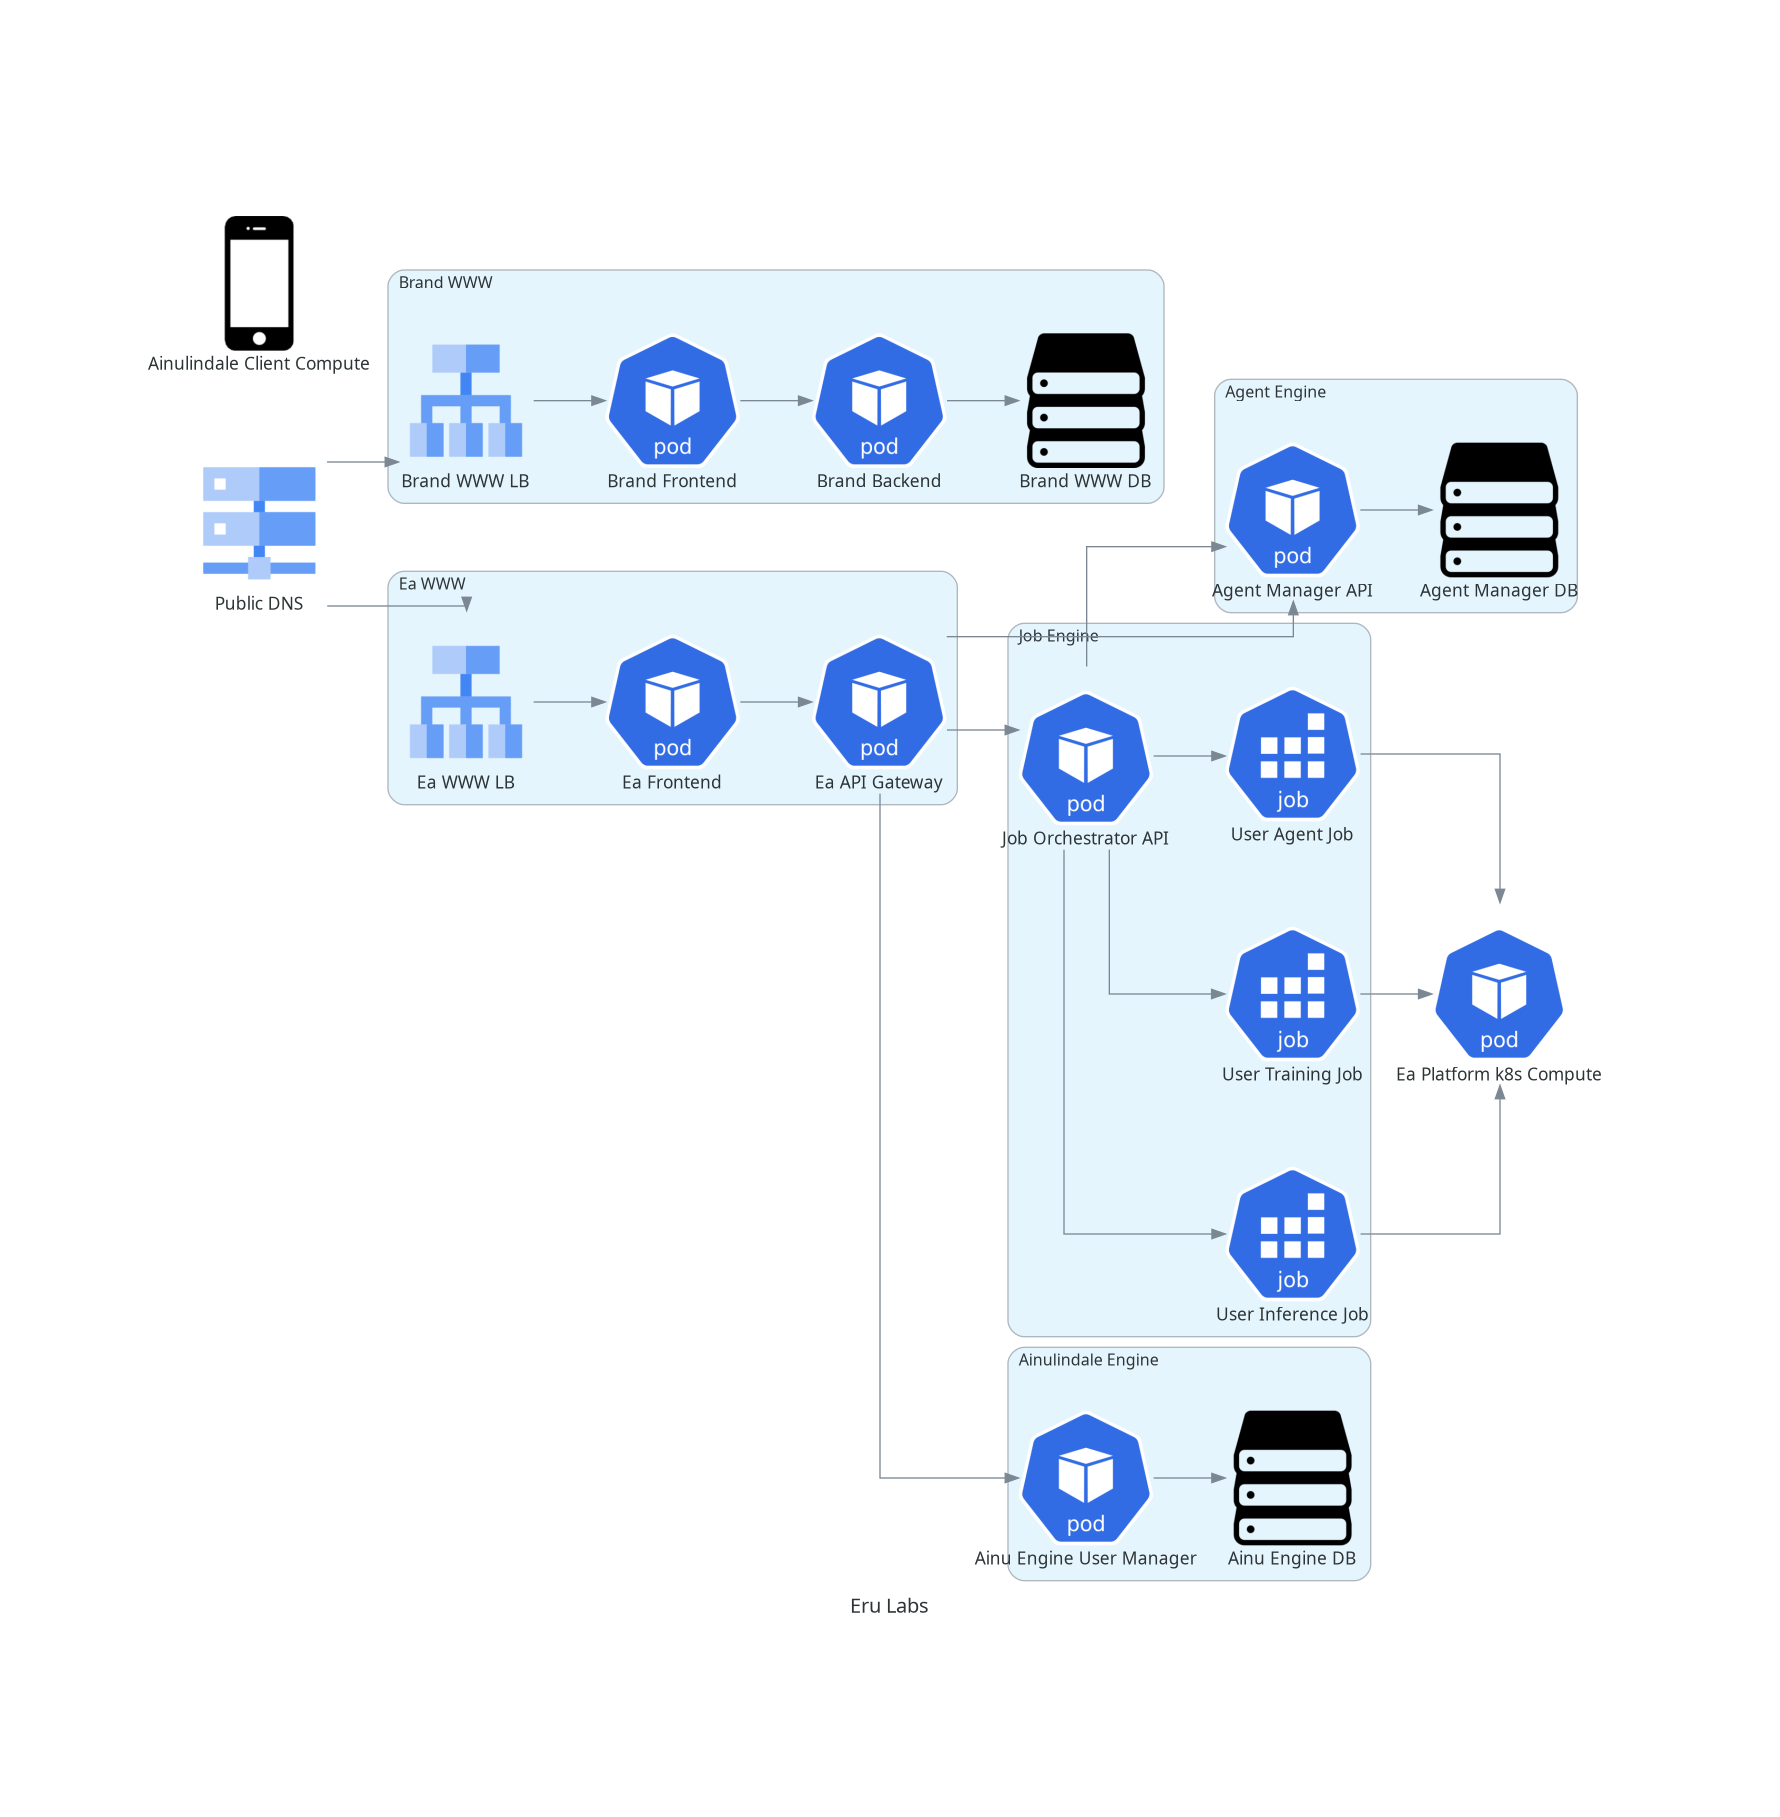 Ainulindale Client Compute
Brand WWW
Brand WWW LB
pod
Brand Frontend
pod
Brand Backend
Brand WWW DB
Public DNS
Agent Engine
pod
Agent Manager API
Agent Manager DB
Ea WWW
Ea WWW LB
pod
Ea Frontend
pod
Ea API Gateway
Job Engine
pod
Job Orchestrator API
job
User Agent Job
job
User Training Job
pod
Ea Platform k8s Compute
job
User Inference Job
Ainulindale Engine
pod
Ainu Engine User Manager
Ainu Engine DB
Eru Labs